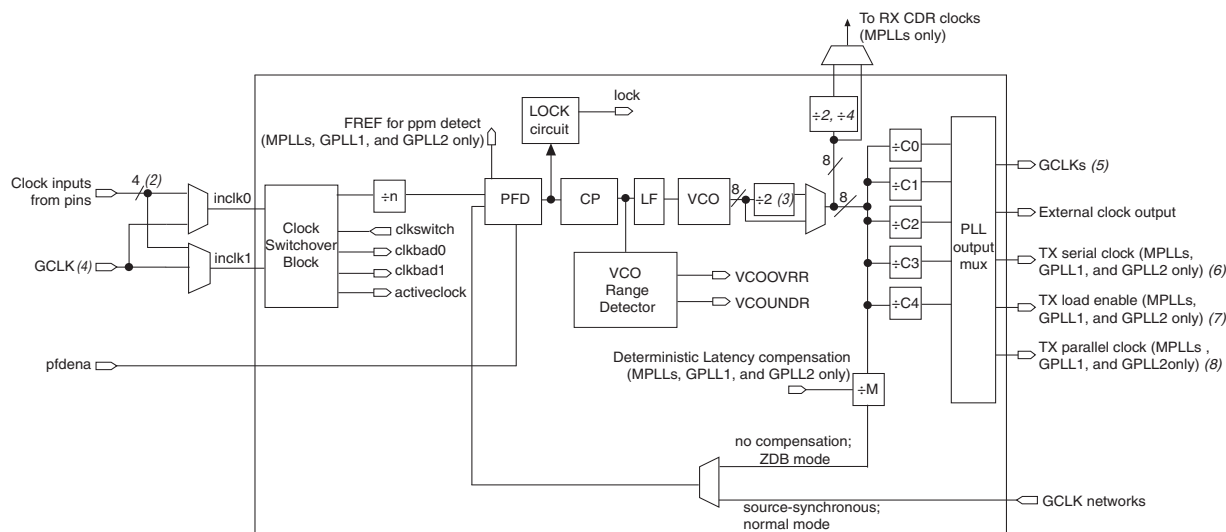 To RX CDR clocks
(MPLLs only)
lock
LOCK
circuit
÷2, ÷4
FREF for ppm detect
(MPLLs, GPLL1, and GPLL2 only)
8
÷C0
GCLKs (5)
Clock inputs
from pins
4 (2)
inclk0
÷n
PFD
CP
LF
VCO
8
÷2 (3)
8
÷C1
External clock output
Clock
Switchover
Block
clkswitch
÷C2
PLL
output
mux
GCLK (4)
inclk1
clkbad0
clkbad1
activeclock
VCO
Range
Detector
VCOOVRR
VCOUNDR
÷C3
TX serial clock (MPLLs,
GPLL1, and GPLL2 only) (6)
÷C4
TX load enable (MPLLs,
GPLL1, and GPLL2 only) (7)
pfdena
Deterministic Latency compensation
(MPLLs, GPLL1, and GPLL2 only)
÷M
TX parallel clock (MPLLs ,
GPLL1, and GPLL2only) (8)
no compensation;
ZDB mode
source-synchronous;
normal mode
GCLK networks